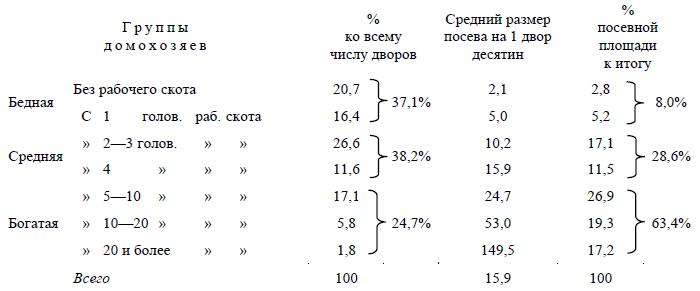 Группы домохозяев % ко всему числу дворов Средний размер посева на 1 двор десятин % посевной площади к итогу
Бедная Без рабочего скота 20,7 2,1 2,8
С 1 голов. раб. скота 16,4 5,0 5,2
37,1% 8,0%
Средняя » 2—3 голов. » » 26,6 10,2 17,1
» 4 » » » 11,6 15,9 11,5
38,2% 28,6%
Богатая » 5—10 » » » 17,1 24,7 26,9
» 10—20 » » » 5,8 53,0 19,3
» 20 и более » » 1,8 149,5 17,2
24,7% 63,4%
Всего 100 15,9 100